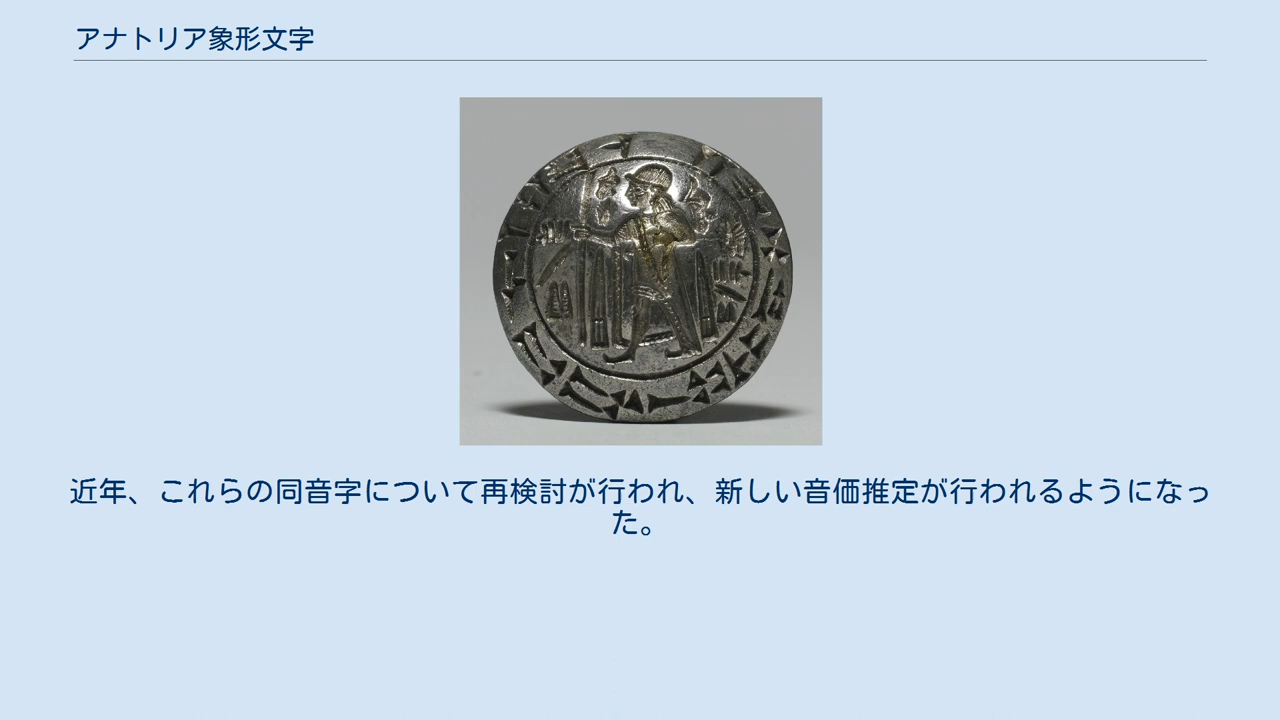 アナトリア象形文字
近年、これらの同音字について再検討が行われ、新しい音価推定が行われるようになっ
た。